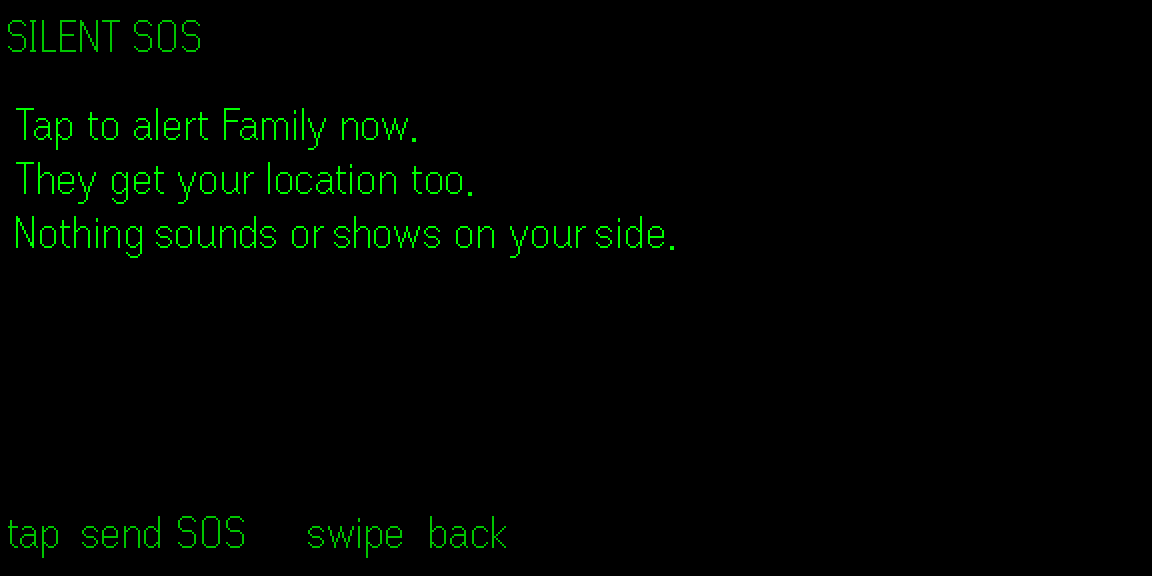 SILENT SOS
Tap to alert Family now.
They get your location too.
Nothing sounds or shows on your side.
tap send SOS swipe back